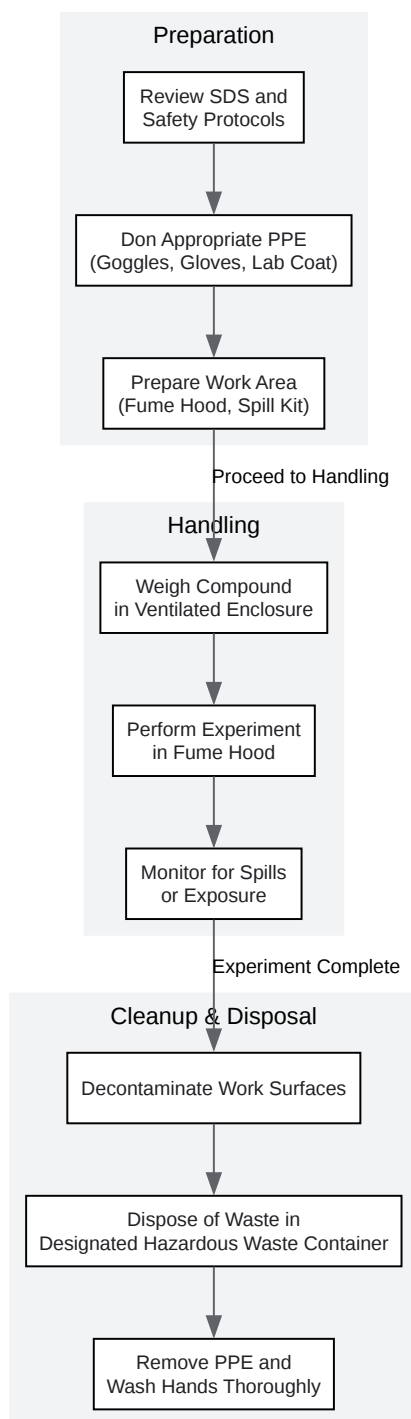 Preparation
Review SDS and
Safety Protocols
Don Appropriate PPE
(Goggles, Gloves, Lab Coat)
Prepare Work Area
(Fume Hood, Spill Kit)
Proceed to Handling
Handling
Weigh Compound
in Ventilated Enclosure
Perform Experiment
in Fume Hood
Monitor for Spills
or Exposure
Experiment Complete
Cleanup & Disposal
Decontaminate Work Surfaces
Dispose of Waste in
Designated Hazardous Waste Container
Remove PPE and
Wash Hands Thoroughly